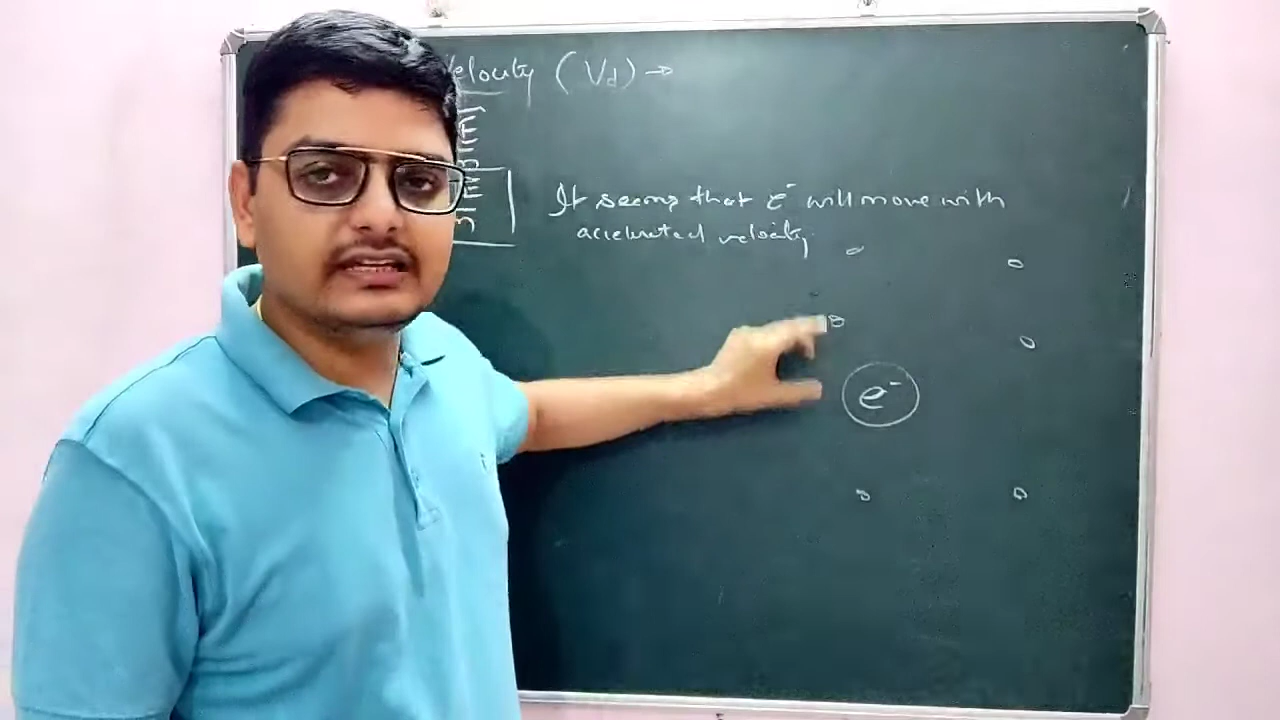 Velocity (Vd) →
It seems that e⁻ will move with
accelerated velocity.
e⁻